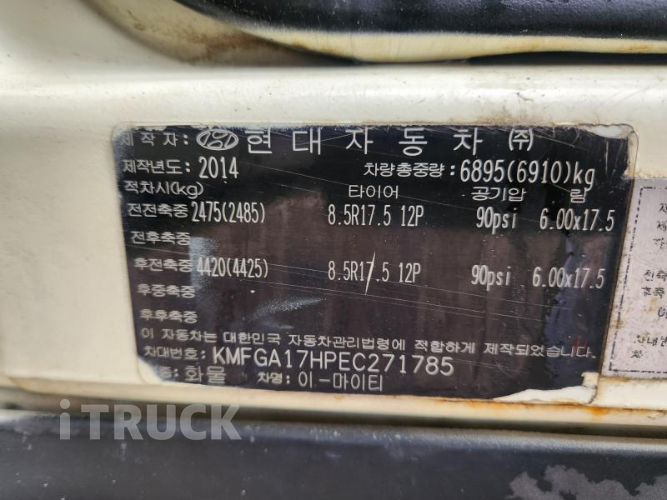 제작자: 현대자동차 ㈜
제작년도: 2014 차량총중량: 6895(6910)kg
적차시(kg) 타이어 공기압 림
전전축중 2475(2485) 8.5R17.5 12P 90psi 6.00x17.5
전후축중
후전축중 4420(4425) 8.5R17.5 12P 90psi 6.00x17.5
후중축중
후후축중
이 자동차는 대한민국 자동차관리법령에 적합하게 제작되었습니다.
차대번호: KMFGA17HPEC271785
종: 화물 차명: 이-마이티
iTRUCK